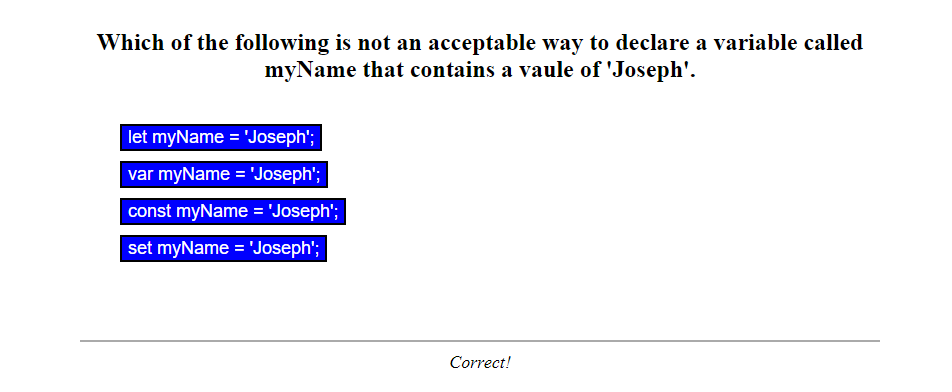 Which of the following is not an acceptable way to declare a variable called
myName that contains a vaule of 'Joseph'.
let myName = 'Joseph';
var myName = 'Joseph';
const myName = 'Joseph';
set myName = 'Joseph';
Correct!